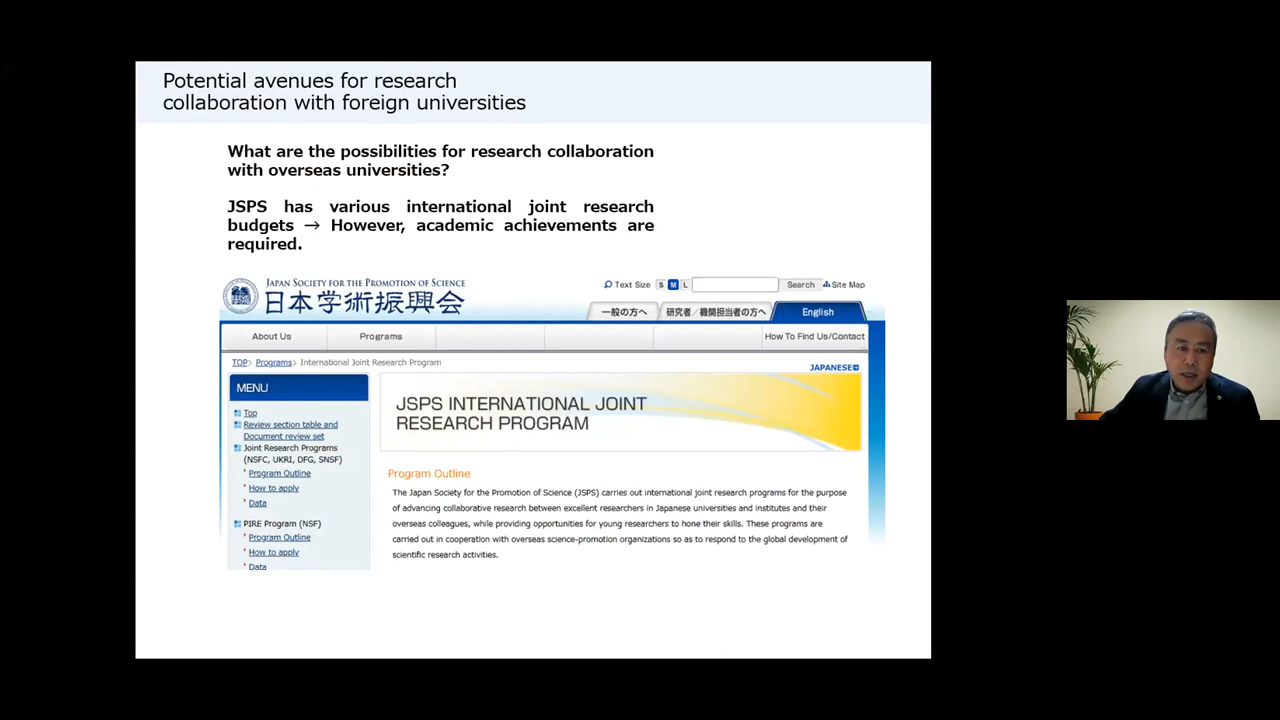 Potential avenues for research
collaboration with foreign universities
What are the possibilities for research collaboration
with overseas universities?
JSPS has various international joint research
budgets → However, academic achievements are
required.
JAPAN SOCIETY FOR THE PROMOTION OF SCIENCE
日本学術振興会
Text Size S M L Search Site Map
一般の方へ 研究者／機関担当者の方へ English
About Us Programs How To Find Us/Contact
TOP> Programs> International Joint Research Program
JAPANESE
MENU
Top
Review section table and
Document review set
Joint Research Programs
(NSFC, UKRI, DFG, SNSF)
Program Outline
How to apply
Data
PIRE Program (NSF)
Program Outline
How to apply
Data
JSPS INTERNATIONAL JOINT
RESEARCH PROGRAM
Program Outline
The Japan Society for the Promotion of Science (JSPS) carries out international joint research programs for the purpose
of advancing collaborative research between excellent researchers in Japanese universities and institutes and their
overseas colleagues, while providing opportunities for young researchers to hone their skills. These programs are
carried out in cooperation with overseas science-promotion organizations so as to respond to the global development of
scientific research activities.